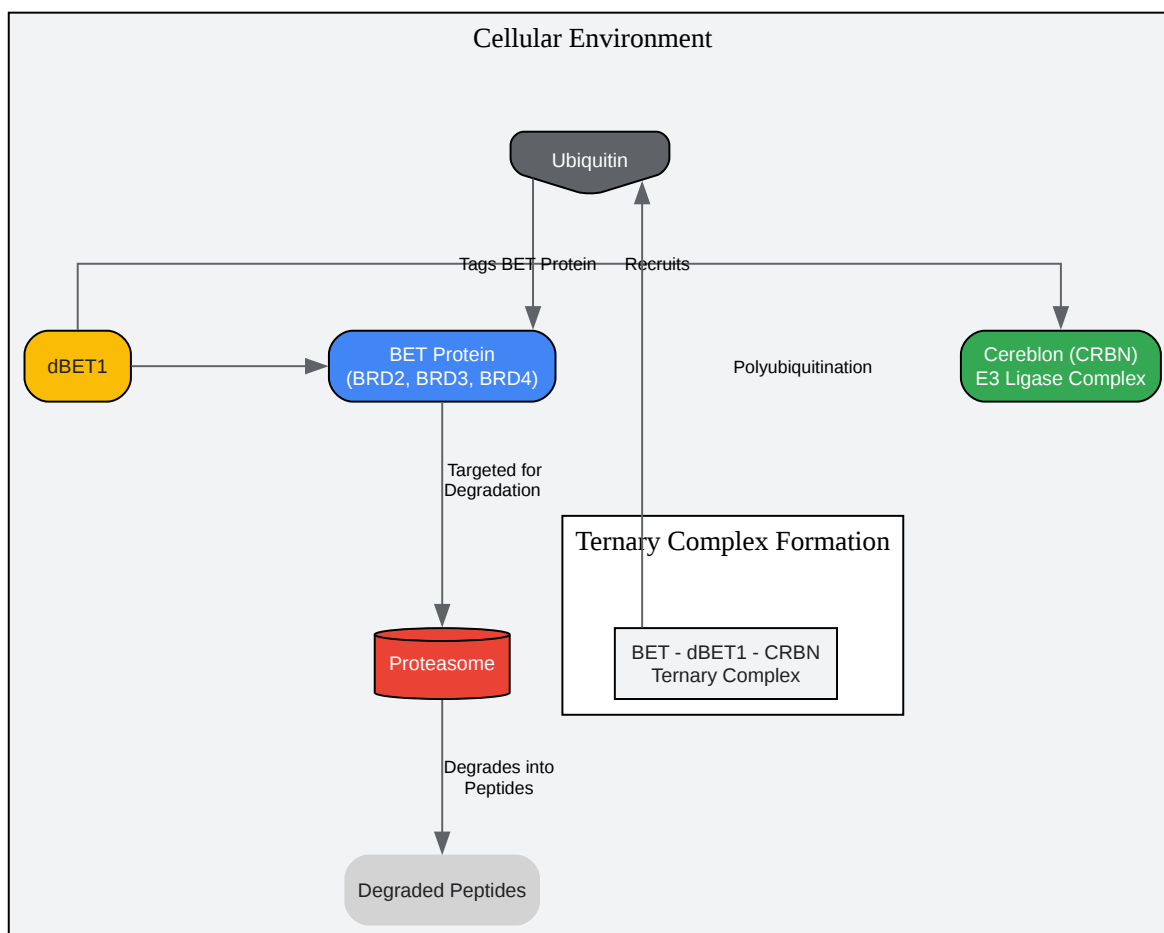 Cellular Environment
Ubiquitin
Tags BET Protein
Recruits
dBET1
BET Protein
(BRD2, BRD3, BRD4)
Polyubiquitination
Cereblon (CRBN)
E3 Ligase Complex
Targeted for
Degradation
Ternary Complex Formation
BET - dBET1 - CRBN
Ternary Complex
Proteasome
Degrades into
Peptides
Degraded Peptides